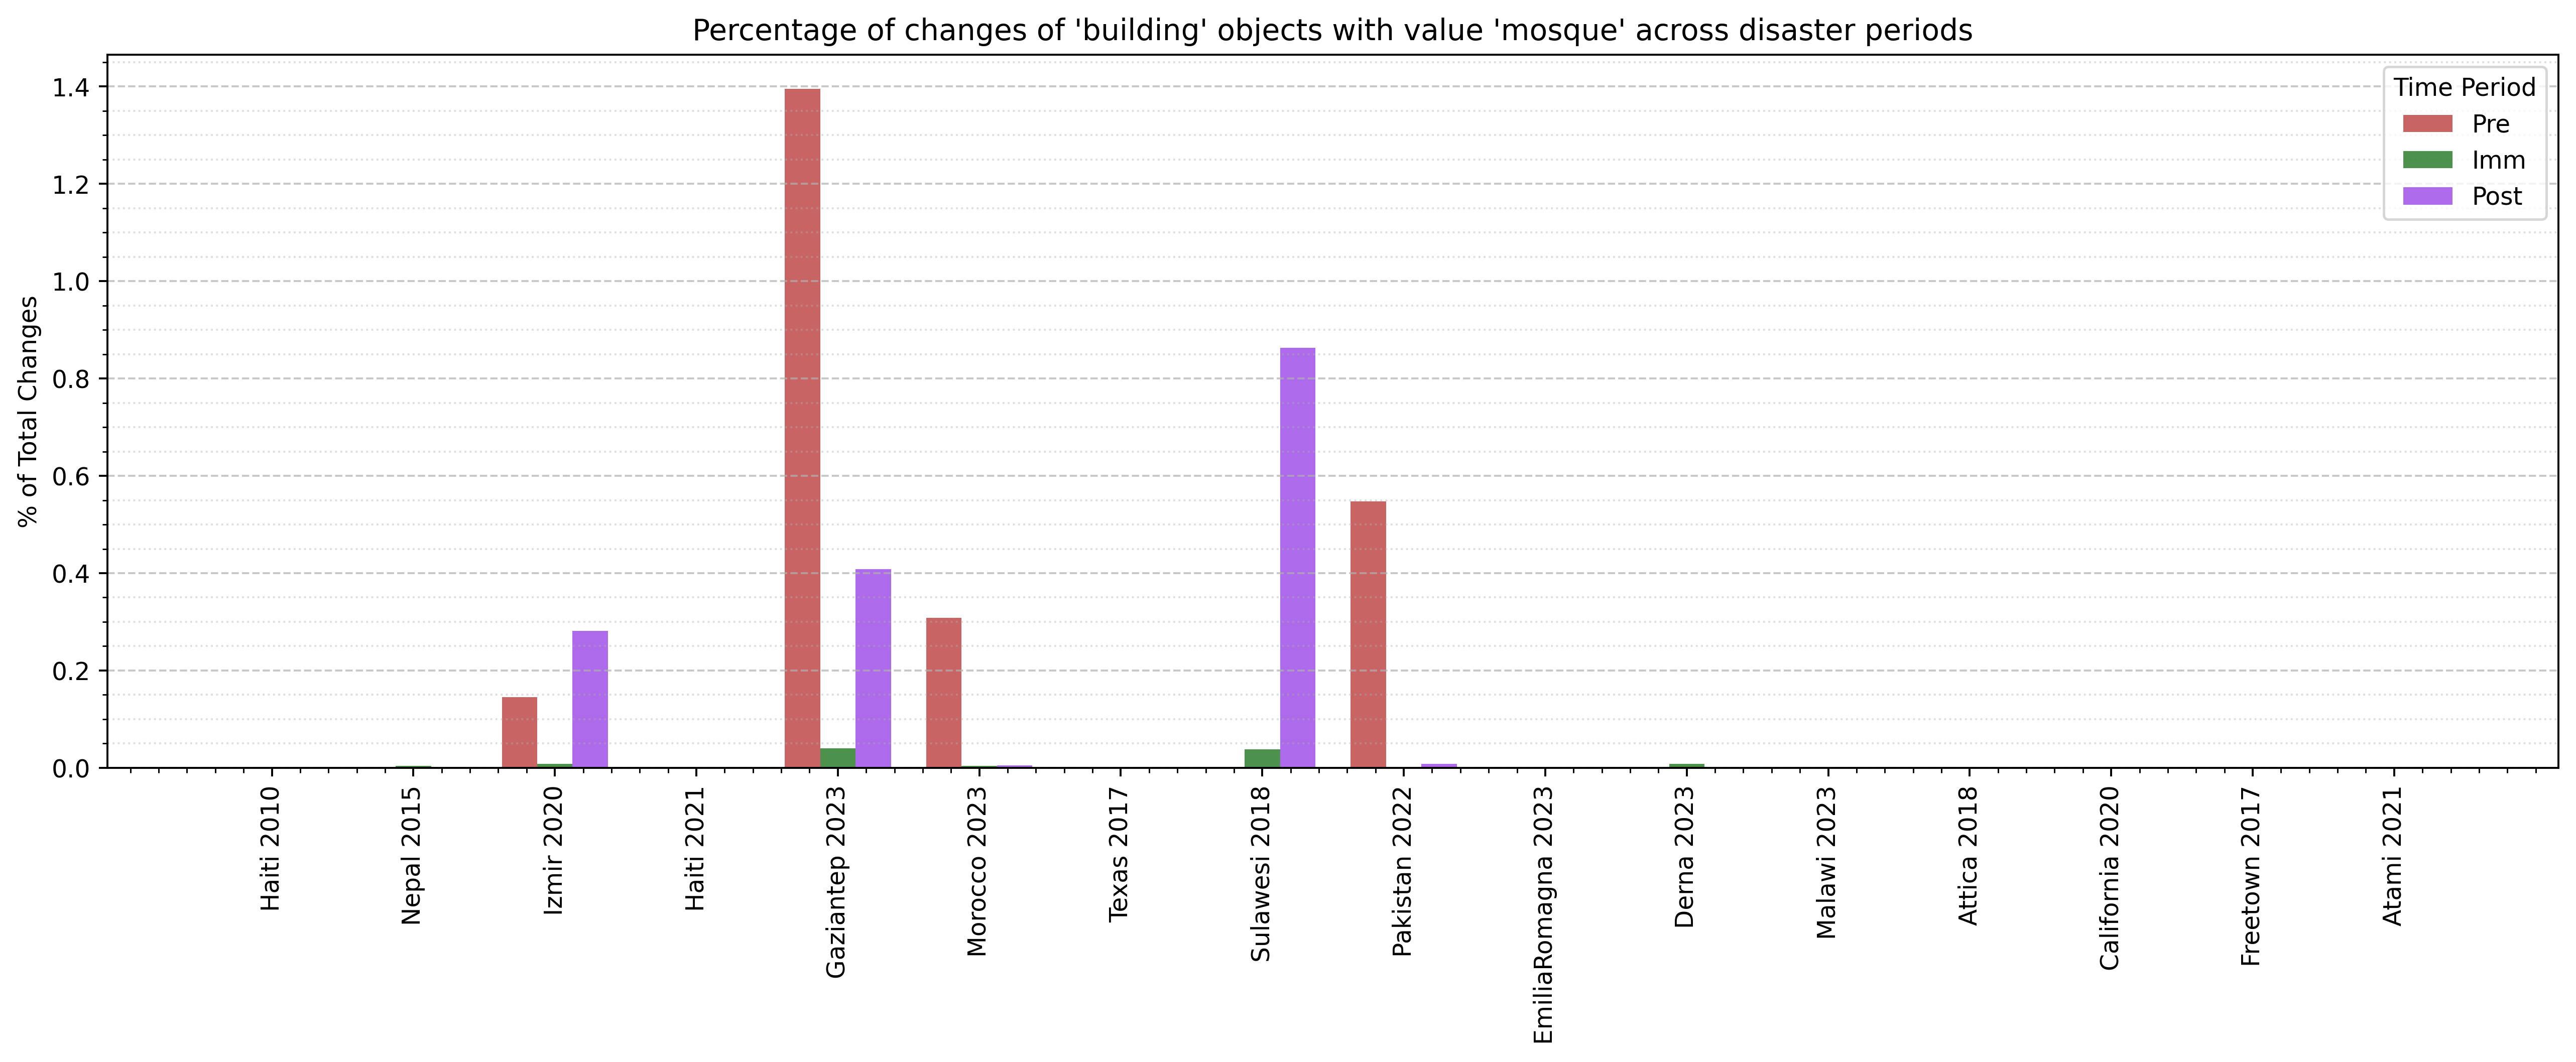 Percentage of changes of 'building' objects with value 'mosque' across disaster periods
% of Total Changes
1.4
1.2
1.0
0.8
0.6
0.4
0.2
0.0
Time Period
Pre
Imm
Post
Haiti 2010
Nepal 2015
Izmir 2020
Haiti 2021
Gaziantep 2023
Morocco 2023
Texas 2017
Sulawesi 2018
Pakistan 2022
EmiliaRomagna 2023
Derna 2023
Malawi 2023
Attica 2018
California 2020
Freetown 2017
Atami 2021